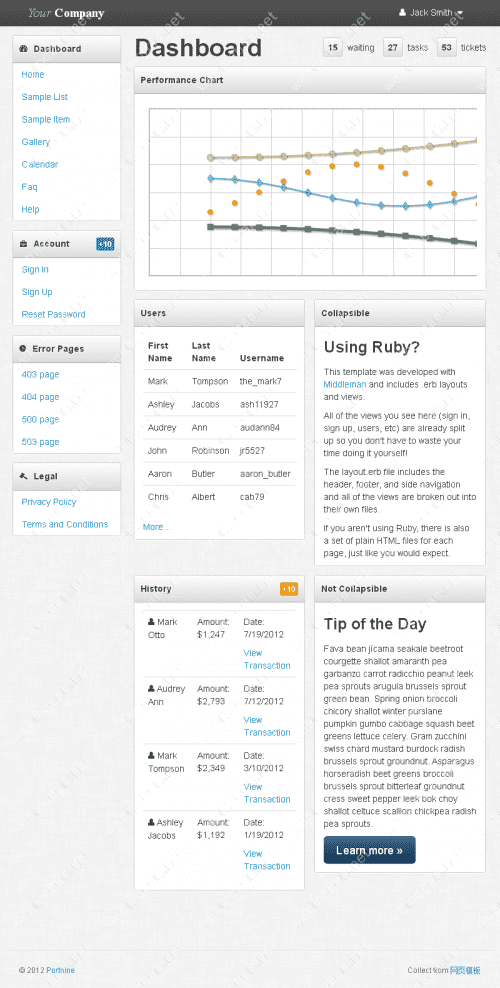 Your Company
Jack Smith
Dashboard
Home
Sample List
Sample Item
Gallery
Calendar
Faq
Help
Account +10
Sign In
Sign Up
Reset Password
Error Pages
403 page
404 page
500 page
503 page
Legal
Privacy Policy
Terms and Conditions
Dashboard
15 waiting 27 tasks 53 tickets
Performance Chart
Users
First Name Last Name Username
Mark Tompson the_mark7
Ashley Jacobs ash11927
Audrey Ann audann84
John Robinson jr5527
Aaron Butler aaron_butler
Chris Albert cab79
More...
Collapsible
Using Ruby?
This template was developed with
Middleman and includes .erb layouts
and views.
All of the views you see here (sign in,
sign up, users, etc) are already split
up so you don't have to waste your
time doing it yourself!
The layout.erb file includes the
header, footer, and side navigation
and all of the views are broken out into
their own files.
If you aren't using Ruby, there is also
a set of plain HTML files for each
page, just like you would expect.
History +10
Mark Otto Amount: $1,247 Date: 7/19/2012
View Transaction
Audrey Ann Amount: $2,793 Date: 7/12/2012
View Transaction
Mark Tompson Amount: $2,349 Date: 3/10/2012
View Transaction
Ashley Jacobs Amount: $1,192 Date: 1/19/2012
View Transaction
Not Collapsible
Tip of the Day
Fava bean jicama seakale beetroot
courgette shallot amaranth pea
garbanzo carrot radicchio peanut leek
pea sprouts arugula brussels sprout
green bean. Spring onion broccoli
chicory shallot winter purslane
pumpkin gumbo cabbage squash beet
greens lettuce celery. Gram zucchini
swiss chard mustard burdock radish
brussels sprout groundnut. Asparagus
horseradish beet greens broccoli
brussels sprout bitterleaf groundnut
cress sweet pepper leek bok choy
shallot celtuce scallion chickpea radish
pea sprouts.
Learn more »
© 2012 Portnine
Collect from 网页模板